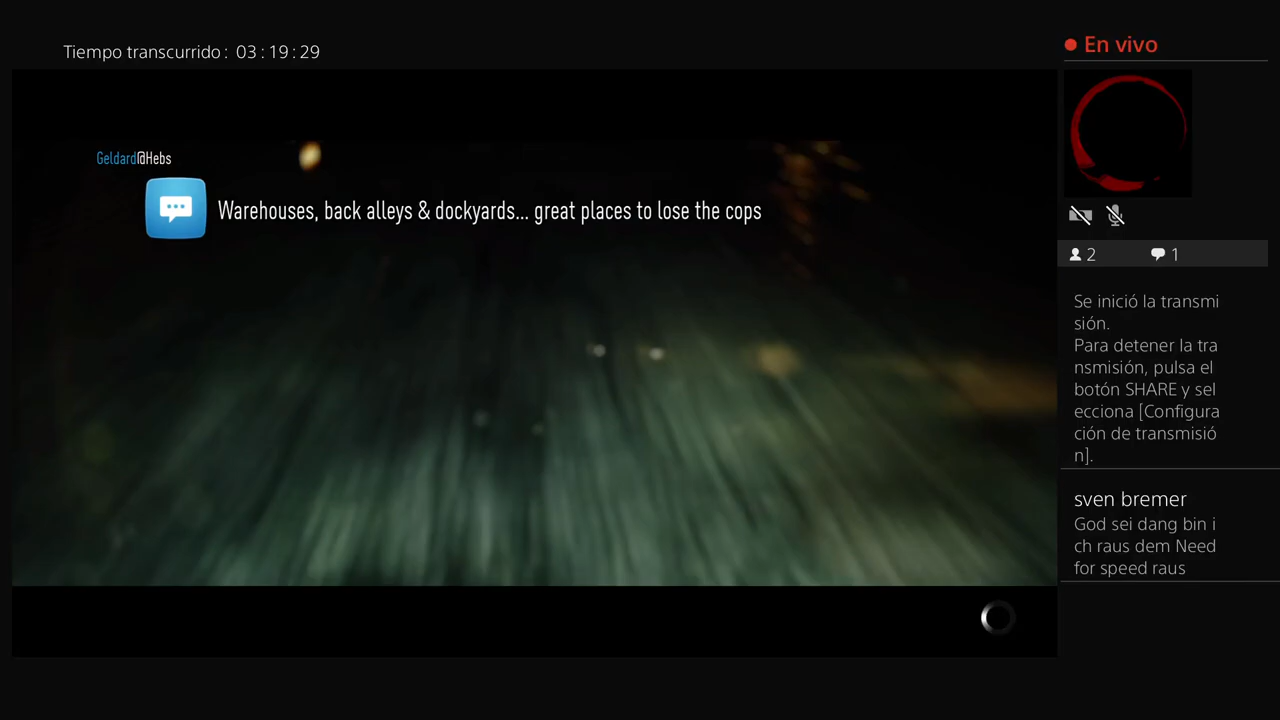 Tiempo transcurrido: 03:19:29
En vivo
Geldard@Hebs
Warehouses, back alleys & dockyards... great places to lose the cops
2
1
Se inició la transmi
sión.
Para detener la tra
nsmisión, pulsa el
botón SHARE y sel
ecciona [Configura
ción de transmisió
n].
sven bremer
God sei dang bin i
ch raus dem Need
for speed raus